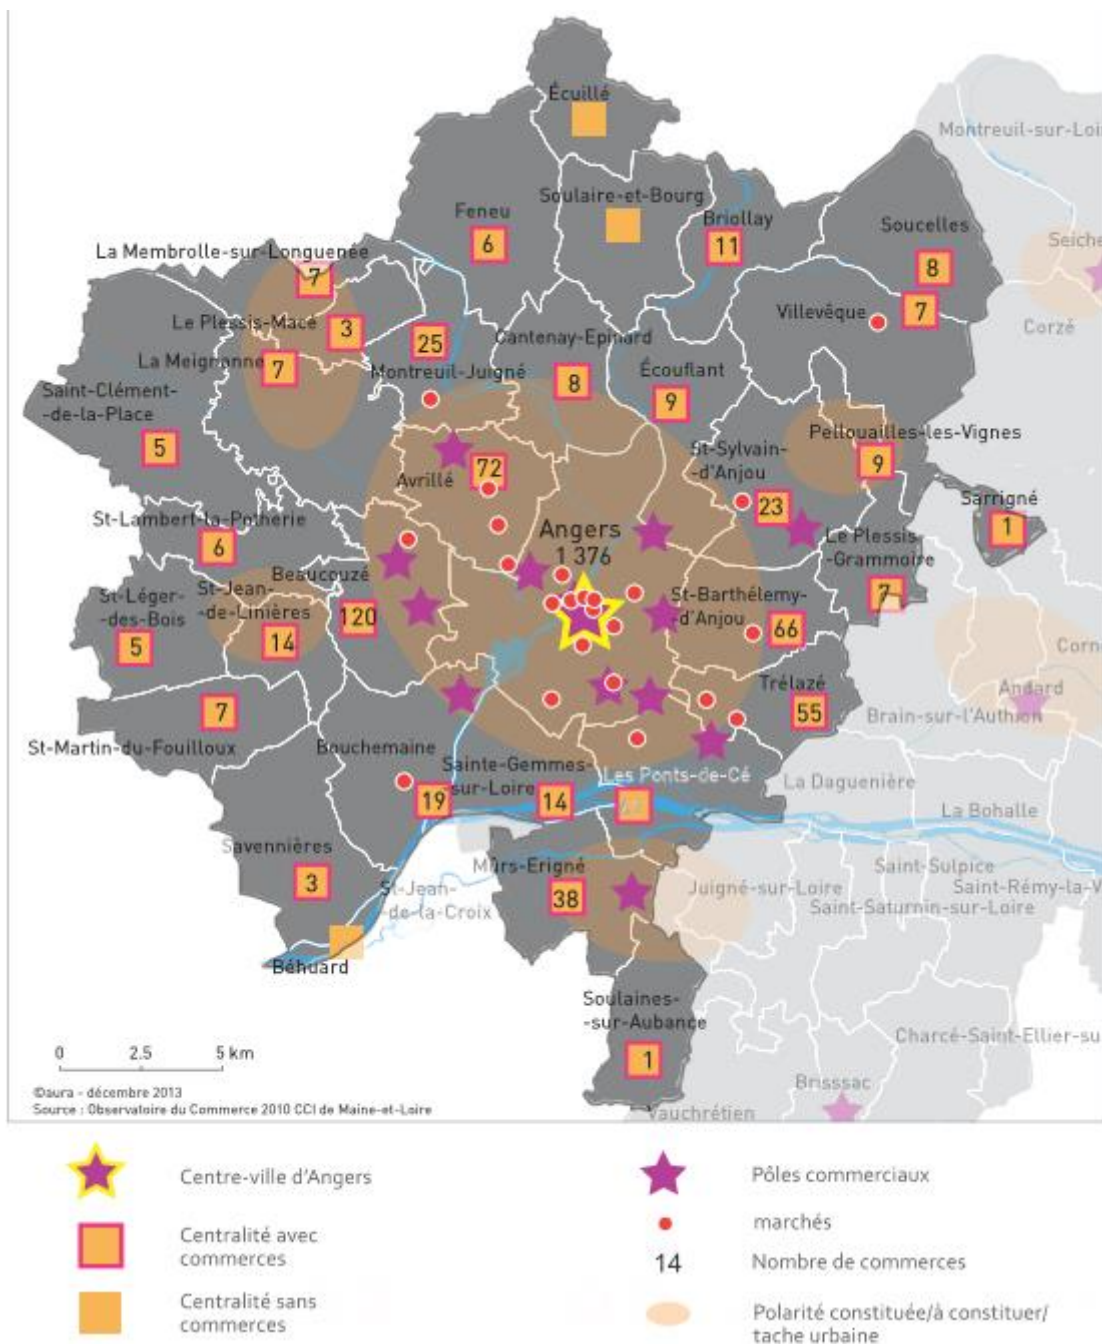 Écuillé
Montreuil-sur-Loi
Soulaire-et-Bourg
Feneu
6
Briollay
11
Soucelles
8
Seiche
La Membrolle-sur-Longuenée
7
Villevêque
7
Corzé
Le Plessis-Macé
3
25
Cantenay-Epinard
8
Écouflant
9
La Meignanne
7
Montreuil-Juigné
Saint-Clément-
-de-la-Place
5
Pellouailles-les-Vignes
9
St-Sylvain-
-d'Anjou
23
Avrillé
72
Sarrigné
1
St-Lambert-la-Potherie
6
Angers
1 376
Le Plessis
-Grammoire
7
Beaucouzé
120
St-Jean-
-de-Linières
14
St-Léger-
-des-Bois
5
St-Barthélemy-
-d'Anjou
66
Corne
Trélazé
55
Andard
7
St-Martin-du-Fouilloux
Brain-sur-l'Authion
Bouchemaine
19
Sainte-Gemmes-
-sur-Loire
14
Les Ponts-de-Cé
La Daguenière
La Bohalle
Savennières
3
Mûrs-Erigné
38
St-Jean-
-de-la-Croix
Juigné-sur-Loire
Saint-Sulpice
Saint-Rémy-la-V
Saint-Saturnin-sur-Loire
Béhuard
Soulaines-
-sur-Aubance
1
Charcé-Saint-Ellier-su
Brisssac
Vauchrétien
0 2.5 5 km
©aura - décembre 2013
Source : Observatoire du Commerce 2010 CCI de Maine-et-Loire
Centre-ville d'Angers
Pôles commerciaux
Centralité avec
commerces
marchés
14 Nombre de commerces
Centralité sans
commerces
Polarité constituée/à constituer/
tache urbaine